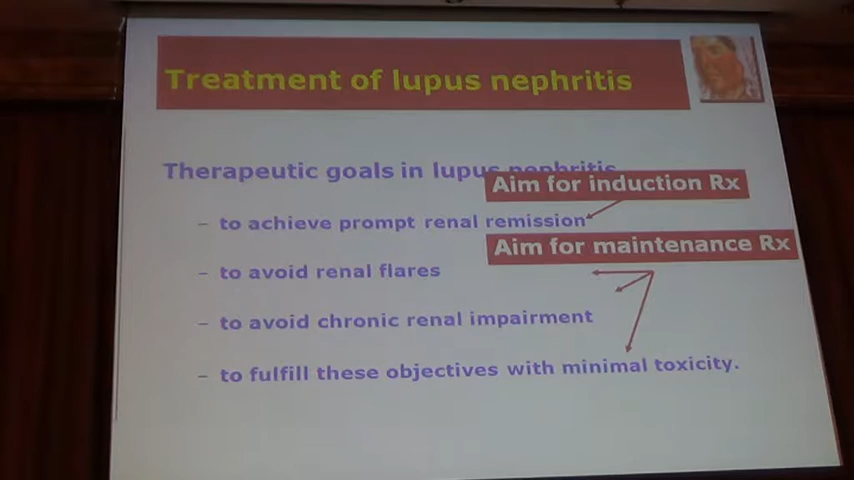 Treatment of lupus nephritis
Therapeutic goals in lupus nephritis
Aim for induction Rx
– to achieve prompt renal remission
Aim for maintenance Rx
– to avoid renal flares
– to avoid chronic renal impairment
– to fulfill these objectives with minimal toxicity.